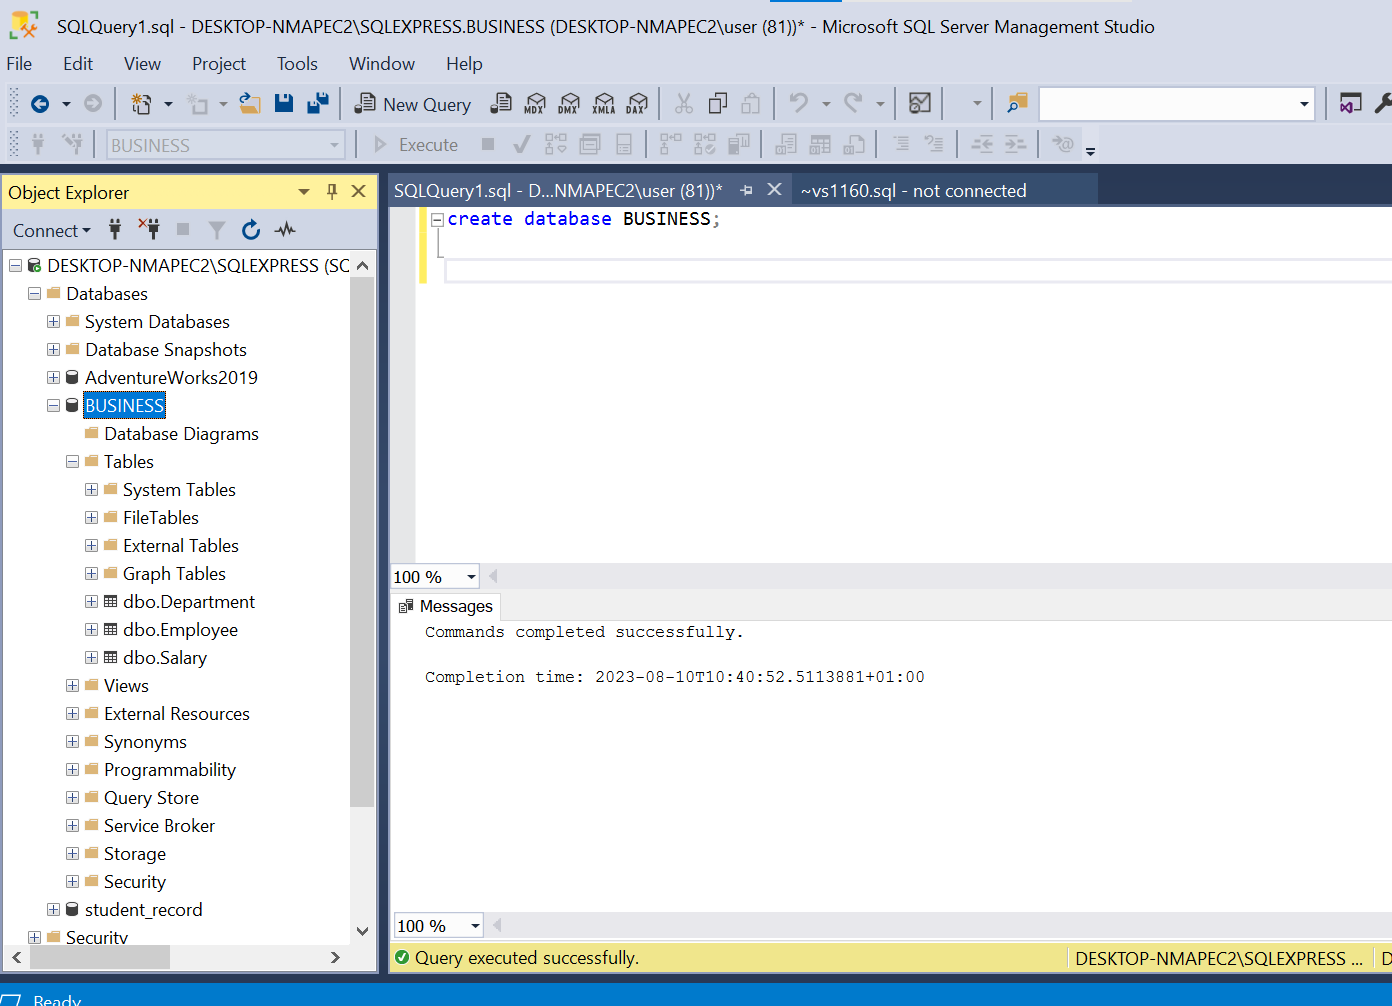 SQLQuery1.sql - DESKTOP-NMAPEC2\SQLEXPRESS.BUSINESS (DESKTOP-NMAPEC2\user (81))* - Microsoft SQL Server Management Studio
File Edit View Project Tools Window Help
New Query MDX DMX XMLA DAX
BUSINESS Execute
Object Explorer
Connect
DESKTOP-NMAPEC2\SQLEXPRESS (SQ
Databases
System Databases
Database Snapshots
AdventureWorks2019
BUSINESS
Database Diagrams
Tables
System Tables
FileTables
External Tables
Graph Tables
dbo.Department
dbo.Employee
dbo.Salary
Views
External Resources
Synonyms
Programmability
Query Store
Service Broker
Storage
Security
student_record
Security
SQLQuery1.sql - D...NMAPEC2\user (81))* ~vs1160.sql - not connected
create database BUSINESS;
100 %
Messages
Commands completed successfully.
Completion time: 2023-08-10T10:40:52.5113881+01:00
100 %
Query executed successfully. DESKTOP-NMAPEC2\SQLEXPRESS ... D
Ready